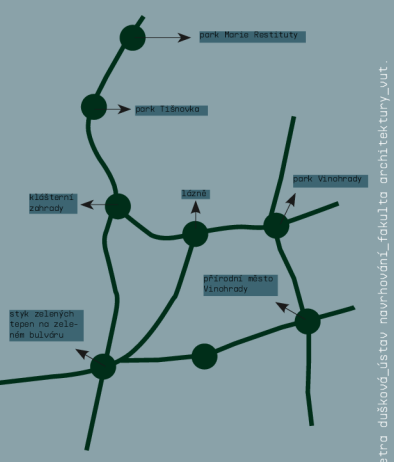 park Marie Restituty
park Tišnovka
park Vinohrady
klášterní
zahrady
lázně
přírodní město
Vinohrady
styk zelených
tepen na zele-
ném bulváru
etra dušková_ústav navrhování_fakulta architektury_vut.